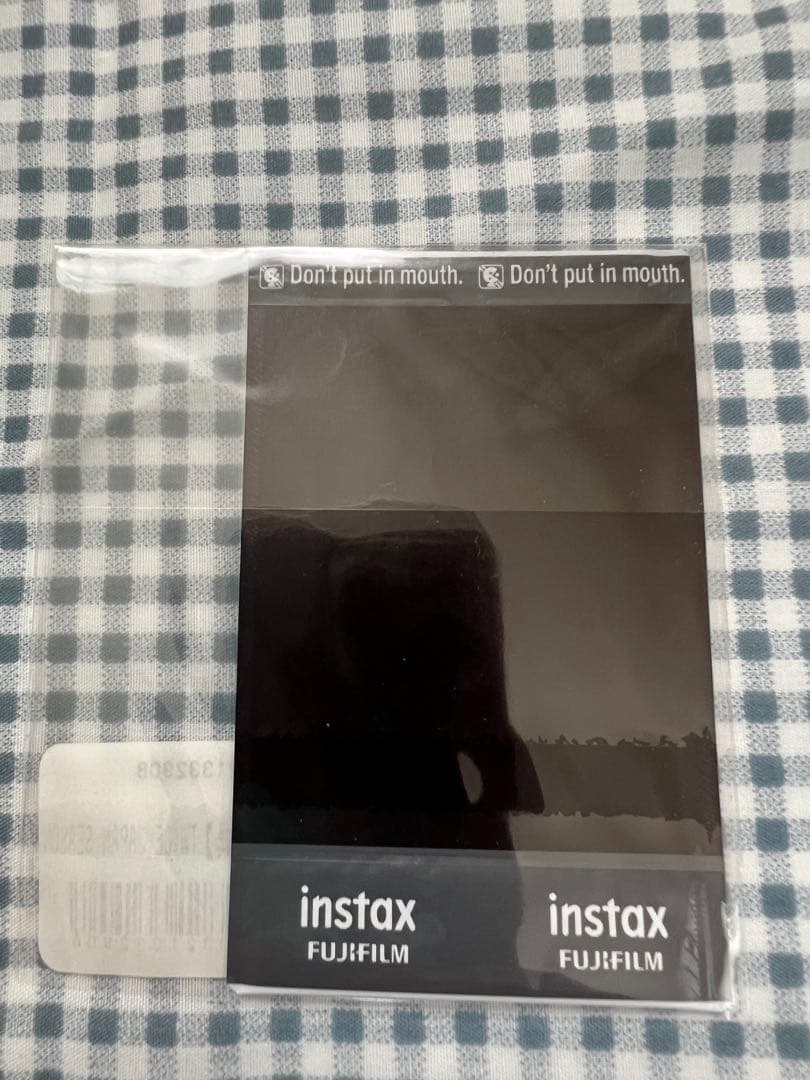 Don't put in mouth. Don't put in mouth.
instax instax
FUJIFILM FUJIFILM